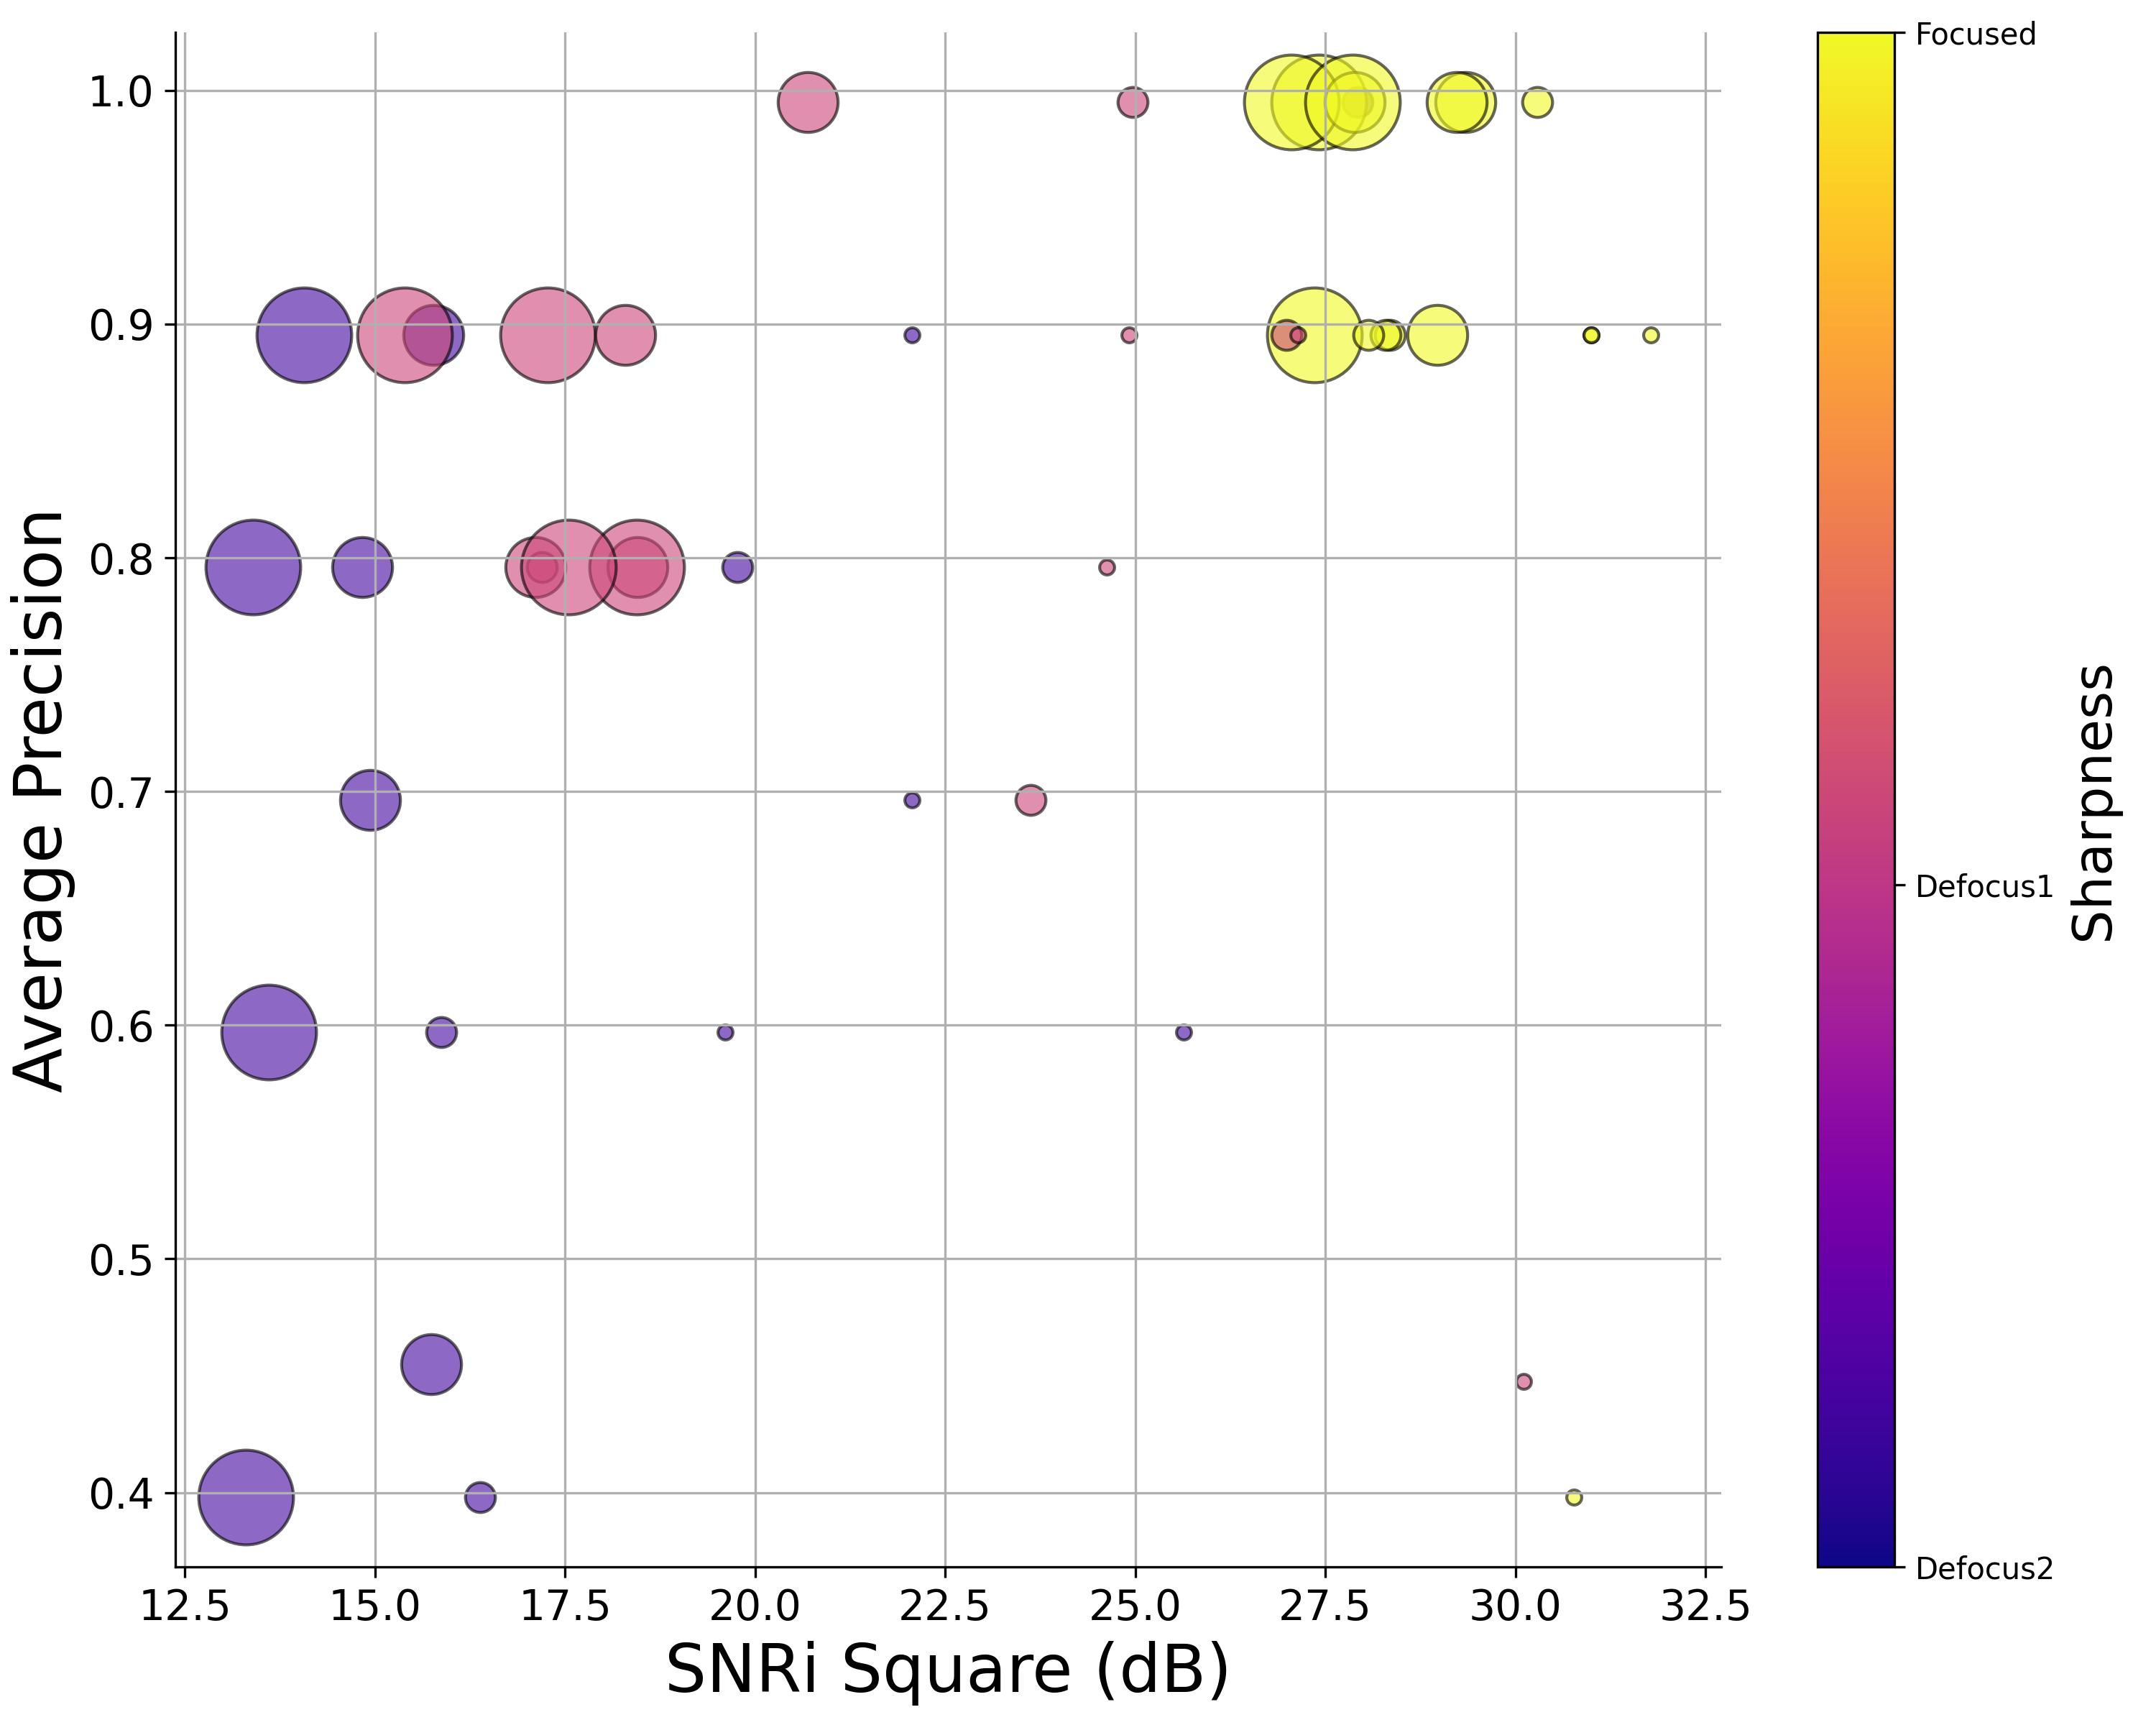 1.0
0.9
0.8
0.7
0.6
0.5
0.4
Average Precision
12.5 15.0 17.5 20.0 22.5 25.0 27.5 30.0 32.5
SNRi Square (dB)
Focused
Defocus1
Defocus2
Sharpness